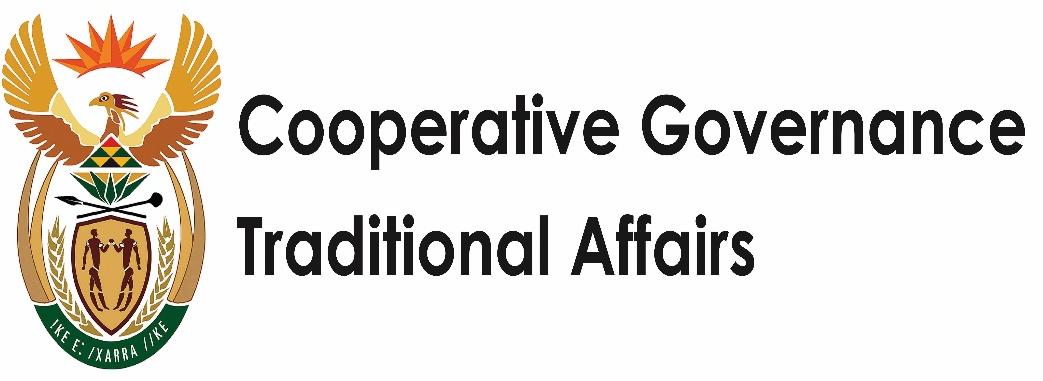 Cooperative Governance
Traditional Affairs
!KE E: /XARRA //KE